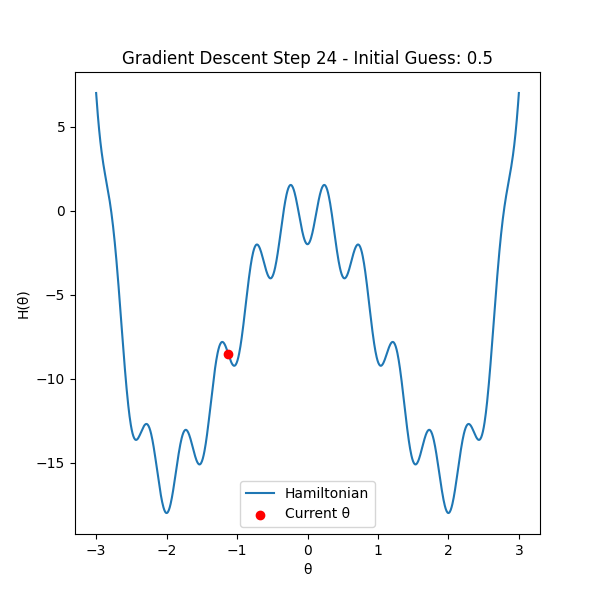 Gradient Descent Step 24 - Initial Guess: 0.5
H(θ)
5
0
−5
−10
−15
−3
−2
−1
0
1
2
3
θ
Hamiltonian
Current θ